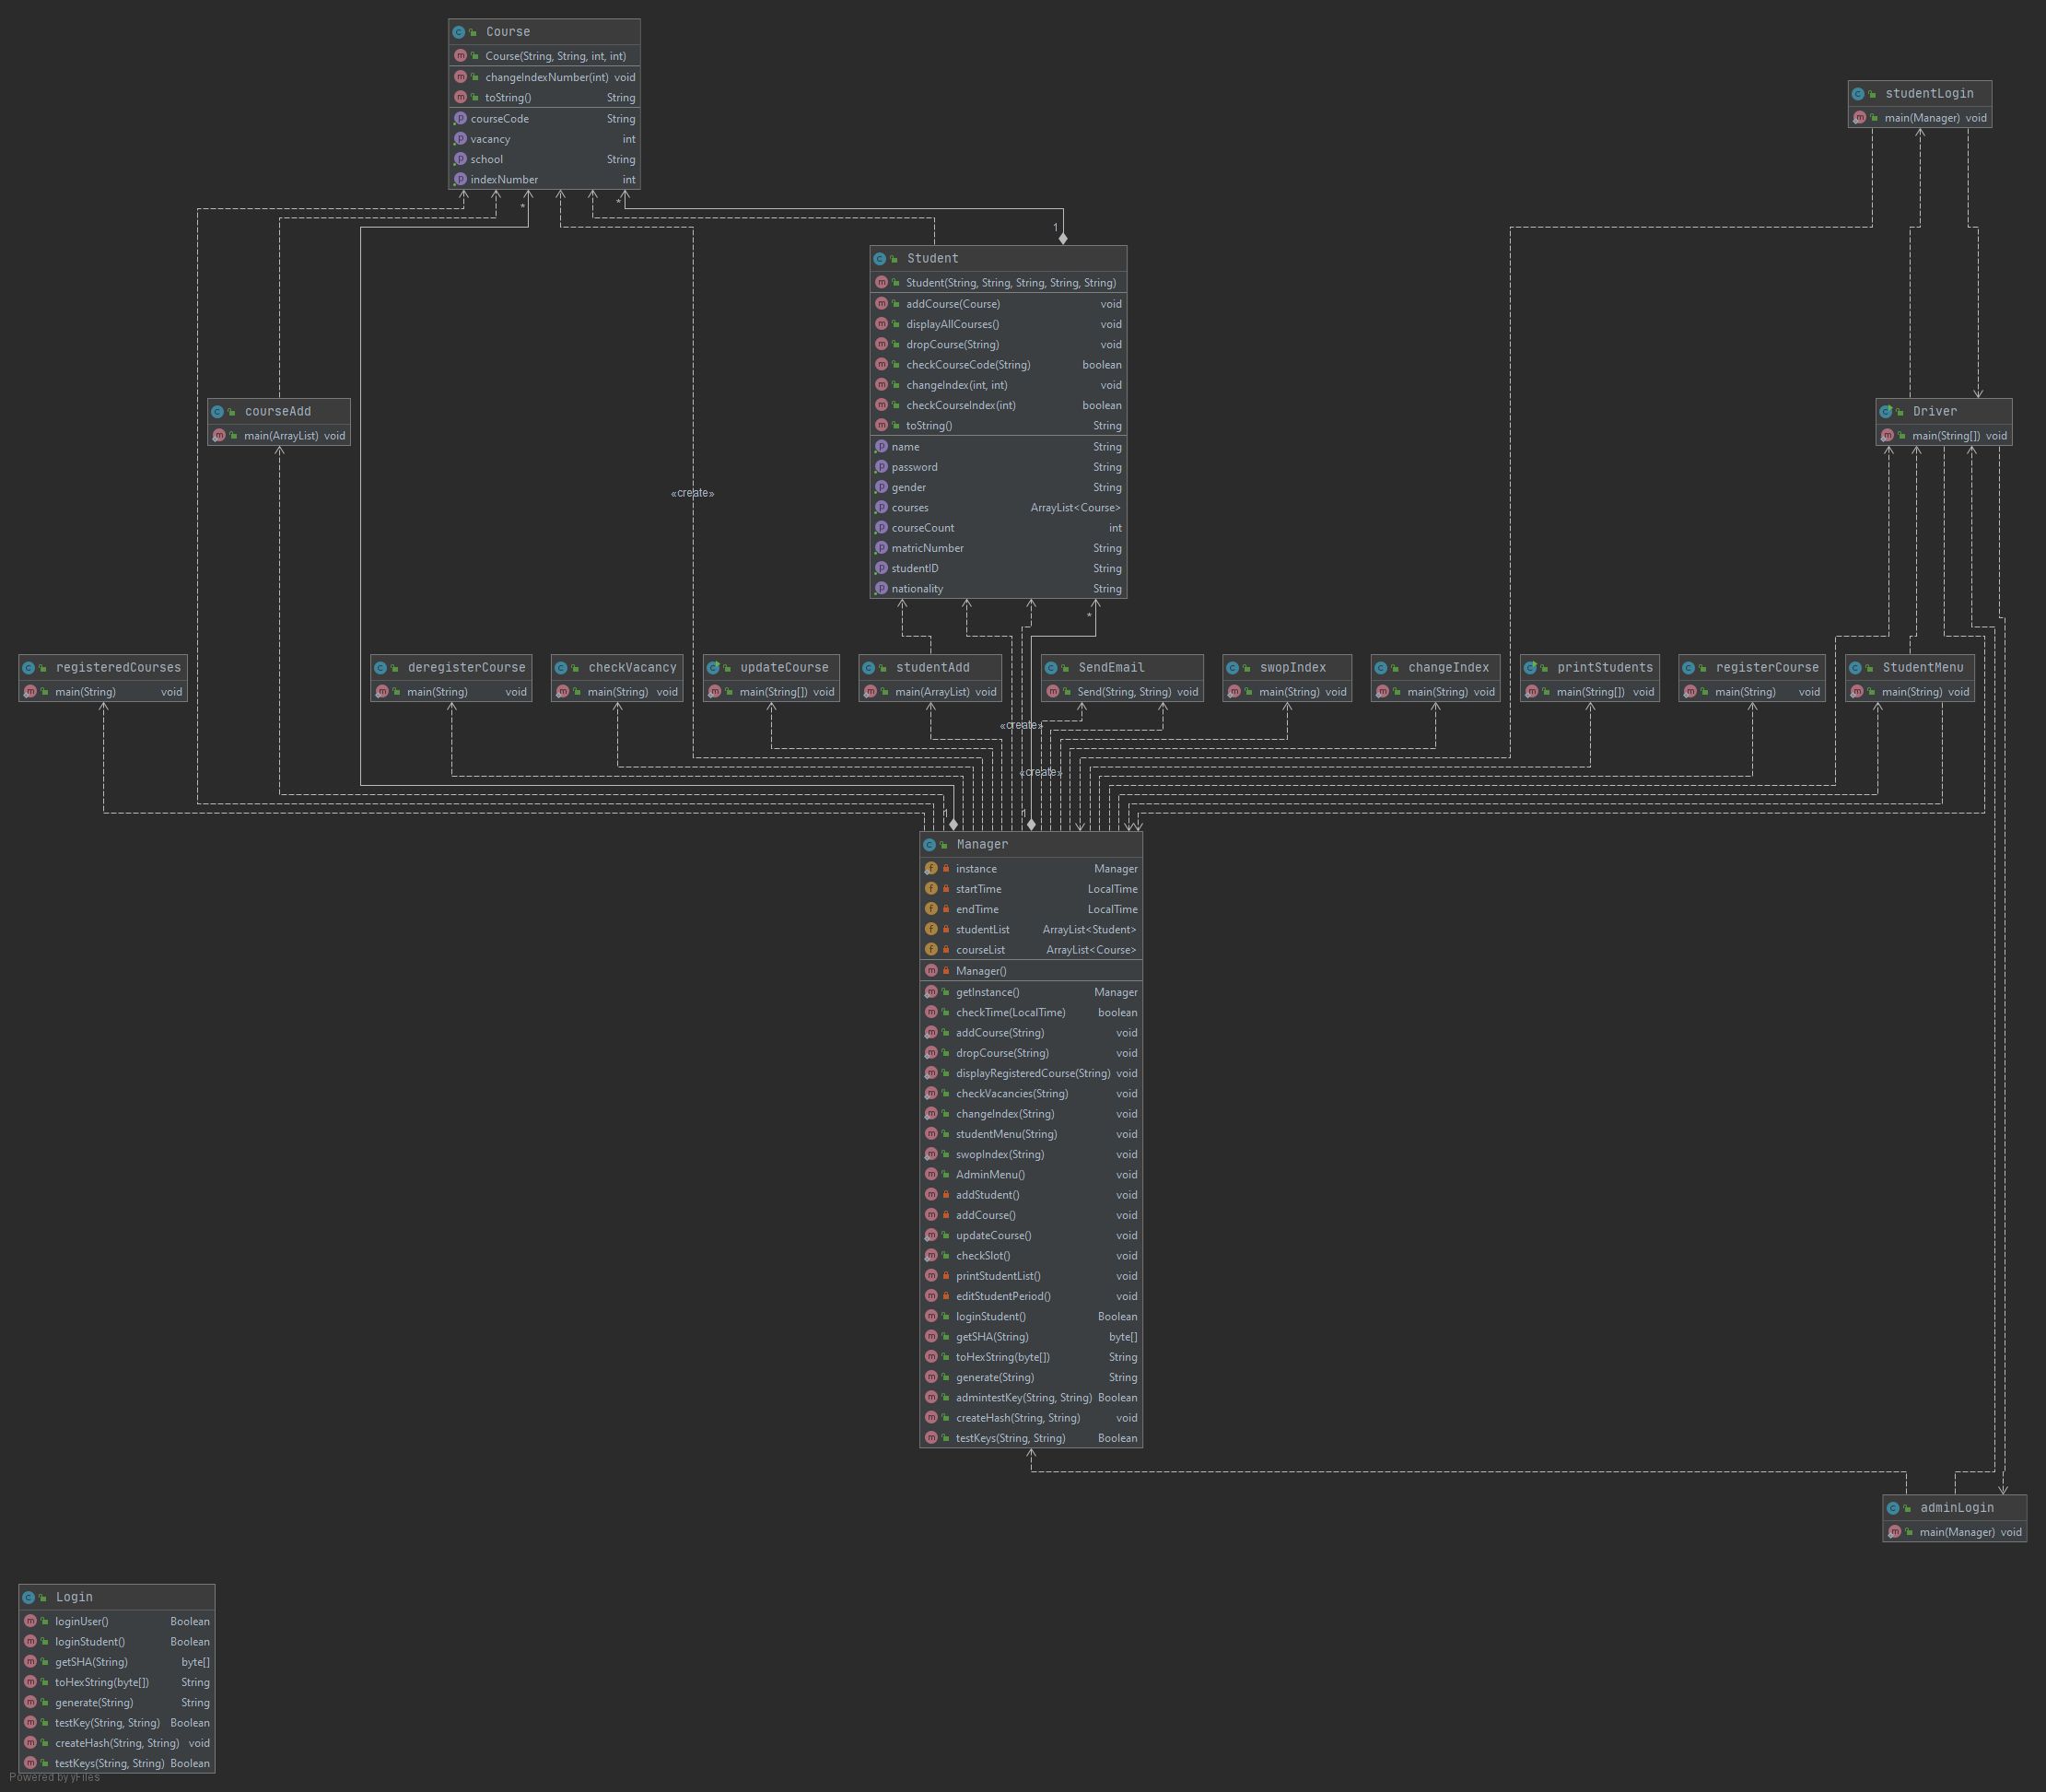 Course
Course(String, String, int, int)
changeIndexNumber(int) void
toString() String
courseCode String
vacancy int
school String
indexNumber int
studentLogin
main(Manager) void
*
*
1
Student
Student(String, String, String, String, String)
addCourse(Course) void
displayAllCourses() void
dropCourse(String) void
checkCourseCode(String) boolean
changeIndex(int, int) void
checkCourseIndex(int) boolean
toString() String
name String
password String
gender String
courses ArrayList<Course>
courseCount int
matricNumber String
studentID String
nationality String
courseAdd
main(ArrayList) void
Driver
main(String[]) void
«create»
*
registeredCourses
main(String) void
deregisterCourse
main(String) void
checkVacancy
main(String) void
updateCourse
main(String[]) void
studentAdd
main(ArrayList) void
SendEmail
Send(String, String) void
swopIndex
main(String) void
changeIndex
main(String) void
printStudents
main(String[]) void
registerCourse
main(String) void
StudentMenu
main(String) void
«create»
«create»
1
1
Manager
instance Manager
startTime LocalTime
endTime LocalTime
studentList ArrayList<Student>
courseList ArrayList<Course>
Manager()
getInstance() Manager
checkTime(LocalTime) boolean
addCourse(String) void
dropCourse(String) void
displayRegisteredCourse(String) void
checkVacancies(String) void
changeIndex(String) void
studentMenu(String) void
swopIndex(String) void
AdminMenu() void
addStudent() void
addCourse() void
updateCourse() void
checkSlot() void
printStudentList() void
editStudentPeriod() void
loginStudent() Boolean
getSHA(String) byte[]
toHexString(byte[]) String
generate(String) String
admintestKey(String, String) Boolean
createHash(String, String) void
testKeys(String, String) Boolean
adminLogin
main(Manager) void
Login
loginUser() Boolean
loginStudent() Boolean
getSHA(String) byte[]
toHexString(byte[]) String
generate(String) String
testKey(String, String) Boolean
createHash(String, String) void
testKeys(String, String) Boolean
Powered by yFiles